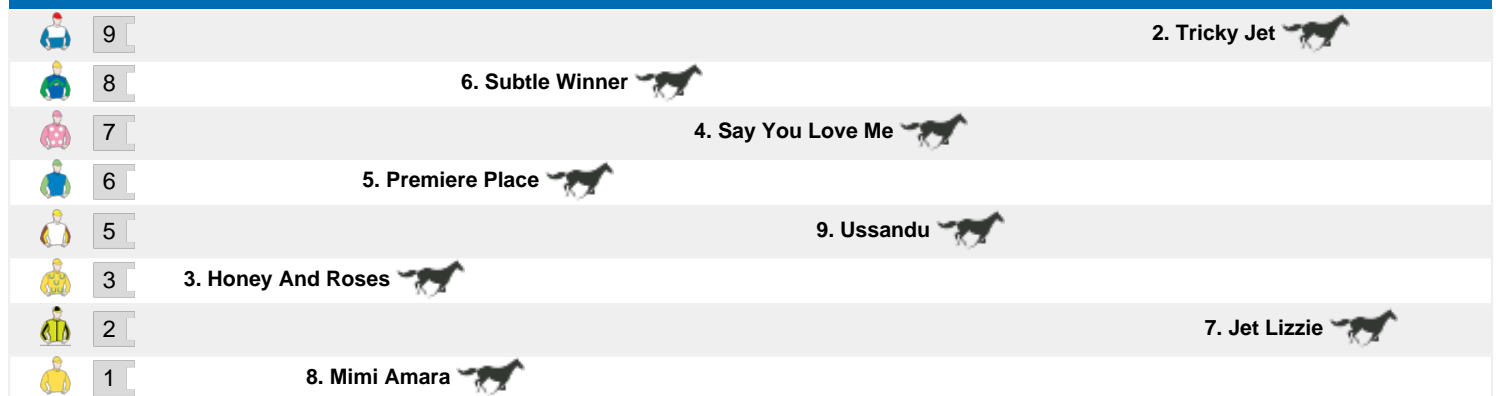 9 2. Tricky Jet
8 6. Subtle Winner
7 4. Say You Love Me
6 5. Premiere Place
5 9. Ussandu
3 3. Honey And Roses
2 7. Jet Lizzie
1 8. Mimi Amara